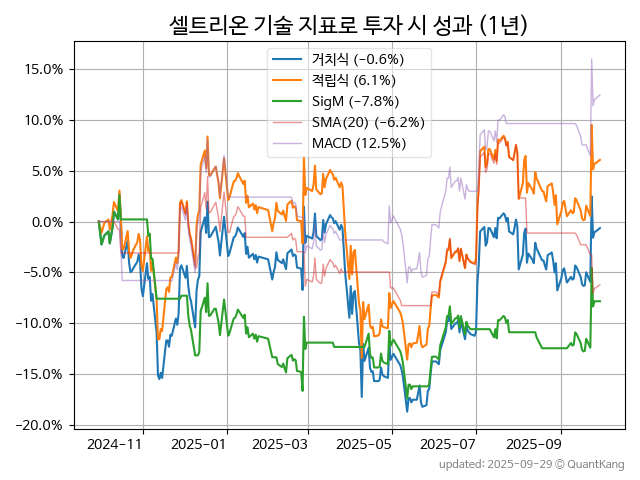 셀트리온 기술 지표로 투자 시 성과 (1년)
거치식 (−0.6%)
적립식 (6.1%)
SigM (−7.8%)
SMA(20) (−6.2%)
MACD (12.5%)
15.0%
10.0%
5.0%
0.0%
−5.0%
−10.0%
−15.0%
−20.0%
2024−11
2025−01
2025−03
2025−05
2025−07
2025−09
updated: 2025-09-29 ⓒ QuantKang